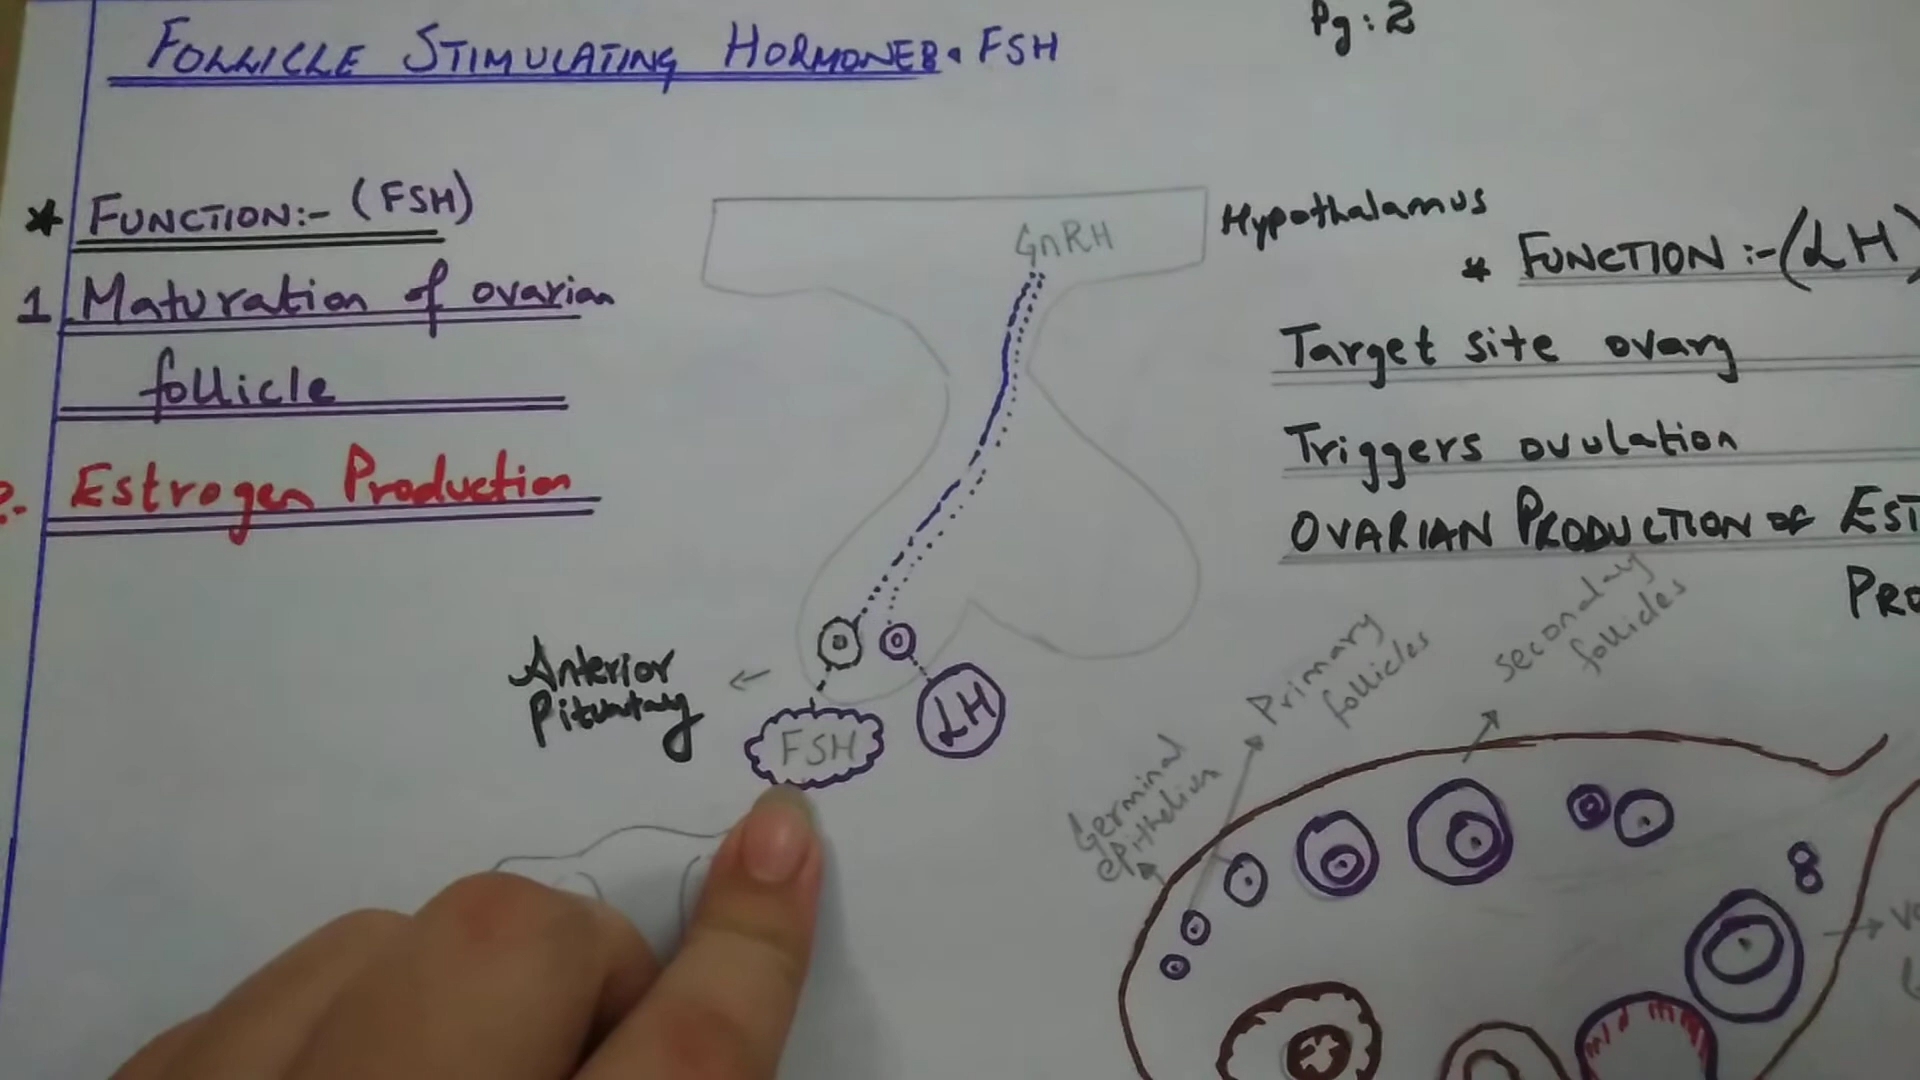 FOLLICLE STIMULATING HORMONES. FSH
Pg: 2
* FUNCTION:- (FSH)
1 Maturation of ovarian
follicle
2.- Estrogen Production
GnRH
Hypothalamus
* FUNCTION :- (LH)
Target site ovary
Triggers ovulation
OVARIAN PRODUCTION OF EST
PRO
Anterior
Pituitary
FSH
LH
Primary
follicles
secondary
follicles
Germinal
epithelium
8